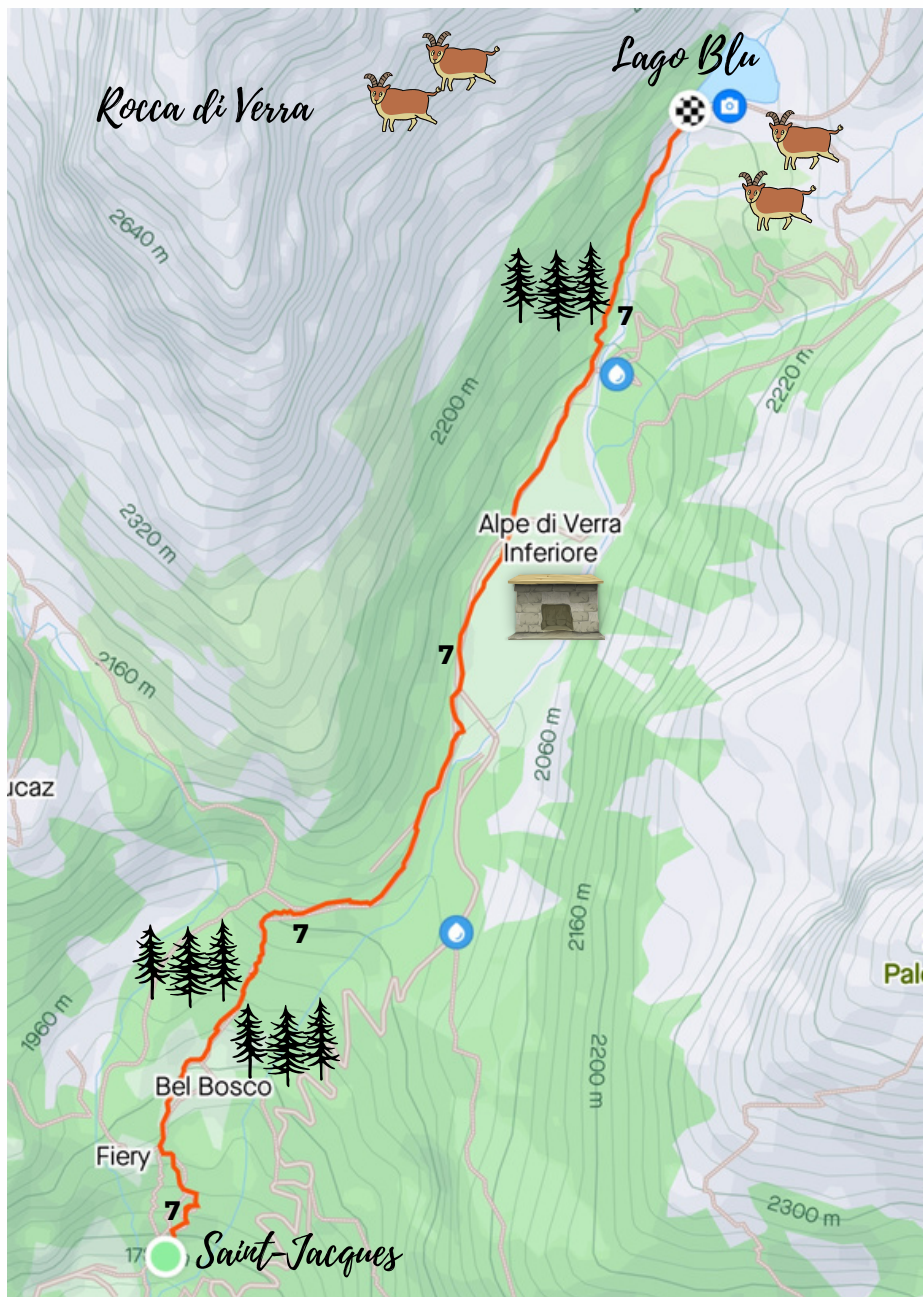 Lago Blu
Rocca di Verra
2640 m
7
2200 m
2220 m
Alpe di Verra
Inferiore
2320 m
7
2160 m
2060 m
ucaz
2160 m
7
Pal
1960 m
2200 m
Bel Bosco
Fiery
7
2300 m
Saint-Jacques